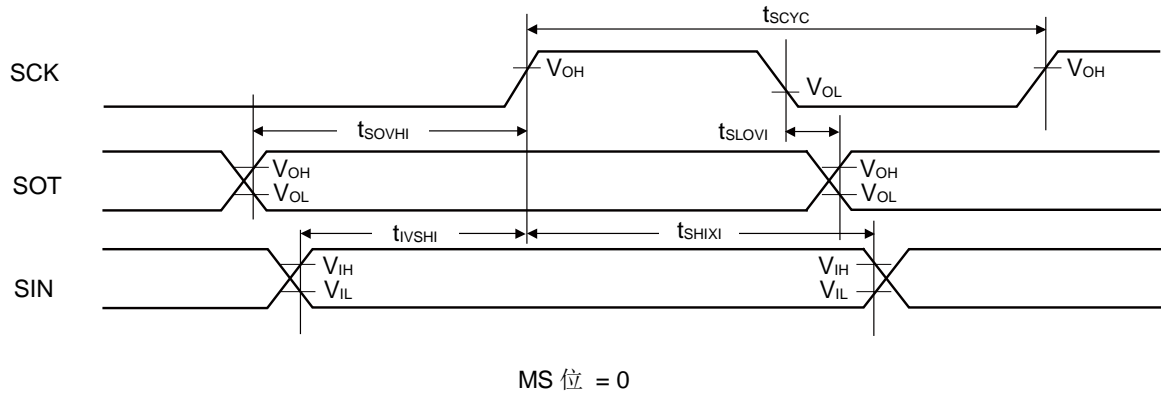 tSCYC
SCK
VOH
VOL
VOH
tSOVHI
tSLOVI
SOT
VOH
VOL
VOH
VOL
tIVSHI
tSHIXI
SIN
VIH
VIL
VIH
VIL
MS 位 = 0